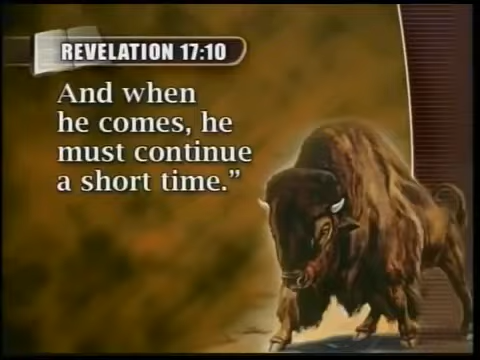 REVELATION 17:10
And when
he comes, he
must continue
a short time.”